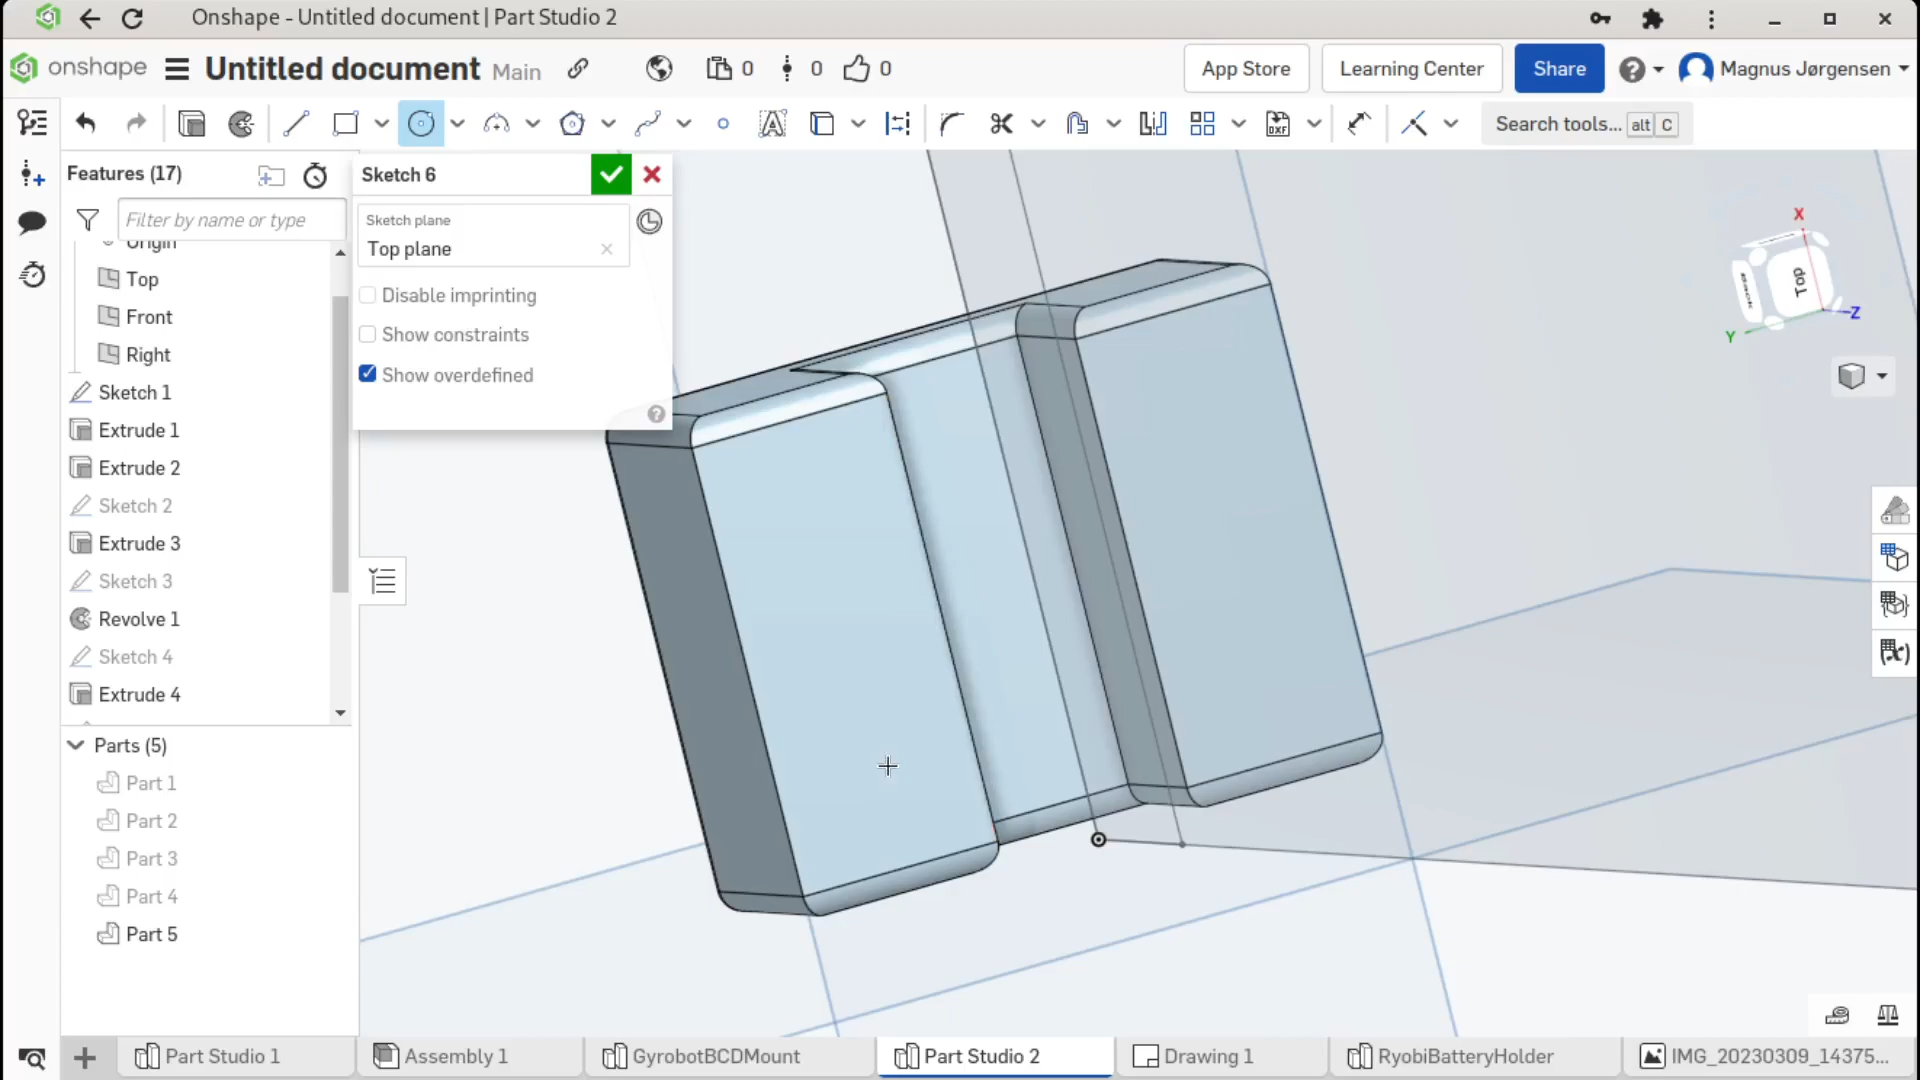 Onshape - Untitled document | Part Studio 2
onshape
Untitled document Main
0
0
0
App Store
Learning Center
Share
Magnus Jørgensen
Search tools... alt C
Features (17)
Filter by name or type
Origin
Top
Front
Right
Sketch 1
Extrude 1
Extrude 2
Sketch 2
Extrude 3
Sketch 3
Revolve 1
Sketch 4
Extrude 4
Parts (5)
Part 1
Part 2
Part 3
Part 4
Part 5
Sketch 6
Sketch plane
Top plane
Disable imprinting
Show constraints
Show overdefined
X
Top
Back
Z
Y
Part Studio 1
Assembly 1
GyrobotBCDMount
Part Studio 2
Drawing 1
RyobiBatteryHolder
IMG_20230309_14375...